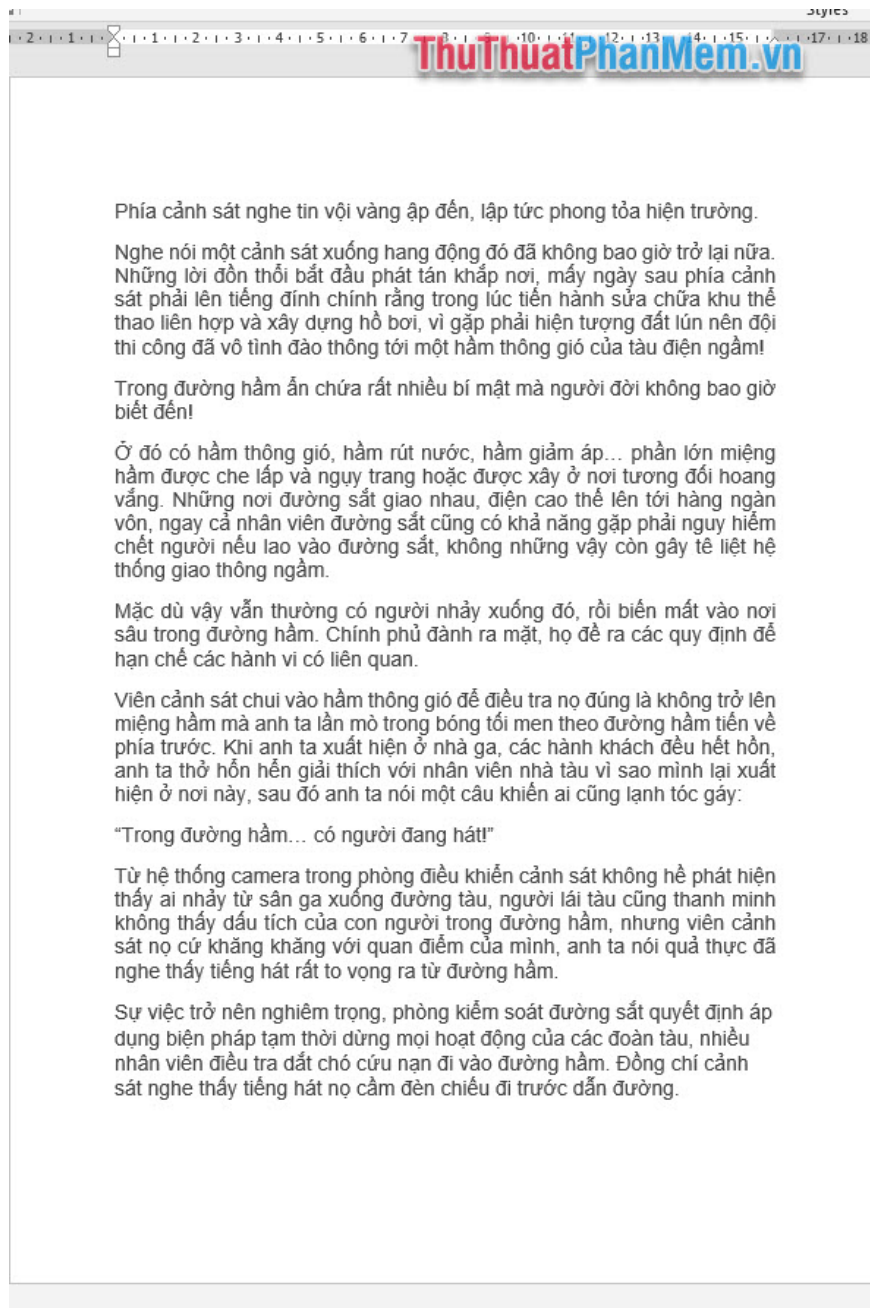 Styles
2 1 1 2 3 4 5 6 7 8 9 10 11 12 13 14 15 17 18
ThuThuatPhanMem.vn
Phía cảnh sát nghe tin vội vàng ập đến, lập tức phong tỏa hiện trường.
Nghe nói một cảnh sát xuống hang động đó đã không bao giờ trở lại nữa.
Những lời đồn thổi bắt đầu phát tán khắp nơi, mấy ngày sau phía cảnh
sát phải lên tiếng đính chính rằng trong lúc tiến hành sửa chữa khu thể
thao liên hợp và xây dựng hồ bơi, vì gặp phải hiện tượng đất lún nên đội
thi công đã vô tình đào thông tới một hầm thông gió của tàu điện ngầm!
Trong đường hầm ẩn chứa rất nhiều bí mật mà người đời không bao giờ
biết đến!
Ở đó có hầm thông gió, hầm rút nước, hầm giảm áp… phần lớn miệng
hầm được che lấp và ngụy trang hoặc được xây ở nơi tương đối hoang
vắng. Những nơi đường sắt giao nhau, điện cao thế lên tới hàng ngàn
vôn, ngay cả nhân viên đường sắt cũng có khả năng gặp phải nguy hiểm
chết người nếu lao vào đường sắt, không những vậy còn gây tê liệt hệ
thống giao thông ngầm.
Mặc dù vậy vẫn thường có người nhảy xuống đó, rồi biến mất vào nơi
sâu trong đường hầm. Chính phủ đành ra mặt, họ đề ra các quy định để
hạn chế các hành vi có liên quan.
Viên cảnh sát chui vào hầm thông gió để điều tra nọ đúng là không trở lên
miệng hầm mà anh ta lần mò trong bóng tối men theo đường hầm tiến về
phía trước. Khi anh ta xuất hiện ở nhà ga, các hành khách đều hết hồn,
anh ta thở hổn hển giải thích với nhân viên nhà tàu vì sao mình lại xuất
hiện ở nơi này, sau đó anh ta nói một câu khiến ai cũng lạnh tóc gáy:
“Trong đường hầm… có người đang hát!”
Từ hệ thống camera trong phòng điều khiển cảnh sát không hề phát hiện
thấy ai nhảy từ sân ga xuống đường tàu, người lái tàu cũng thanh minh
không thấy dấu tích của con người trong đường hầm, nhưng viên cảnh
sát nọ cứ khăng khăng với quan điểm của mình, anh ta nói quả thực đã
nghe thấy tiếng hát rất to vọng ra từ đường hầm.
Sự việc trở nên nghiêm trọng, phòng kiểm soát đường sắt quyết định áp
dụng biện pháp tạm thời dừng mọi hoạt động của các đoàn tàu, nhiều
nhân viên điều tra dắt chó cứu nạn đi vào đường hầm. Đồng chí cảnh
sát nghe thấy tiếng hát nọ cầm đèn chiếu đi trước dẫn đường.